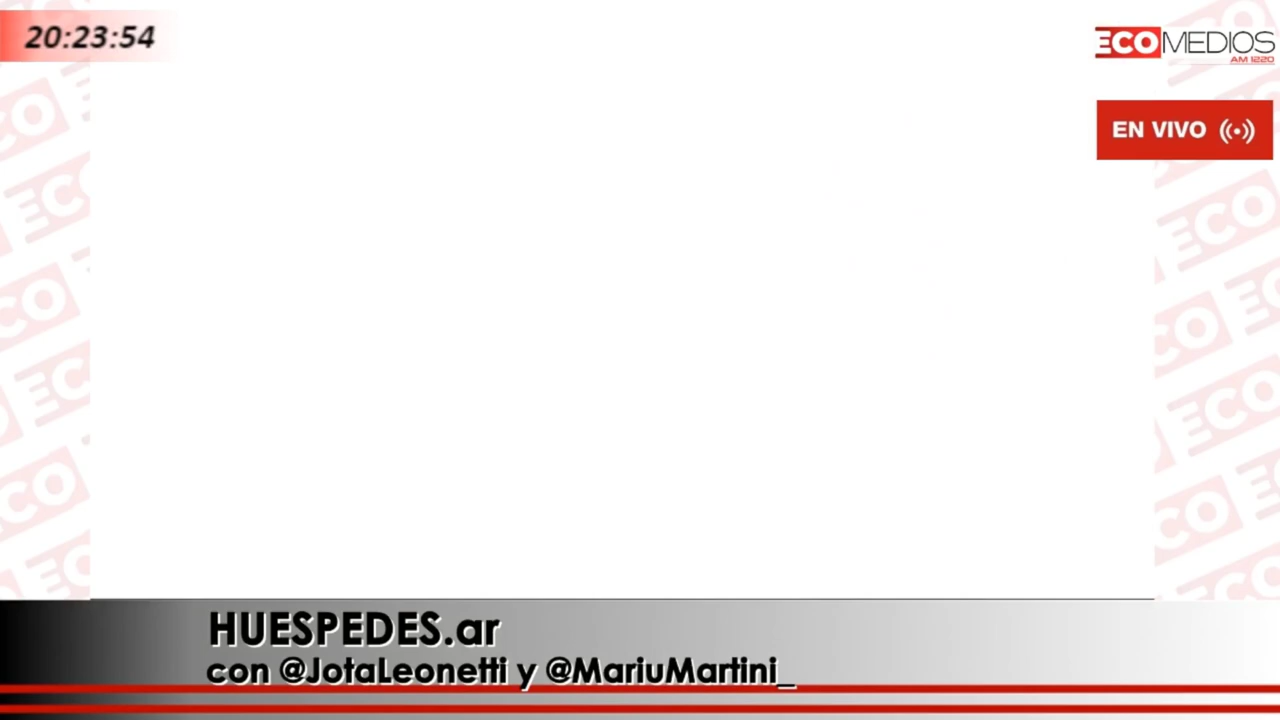 20:23:54
ECOMEDIOS
AM 1220
EN VIVO
HUESPEDES.ar
con @JotaLeonetti y @MariuMartini_